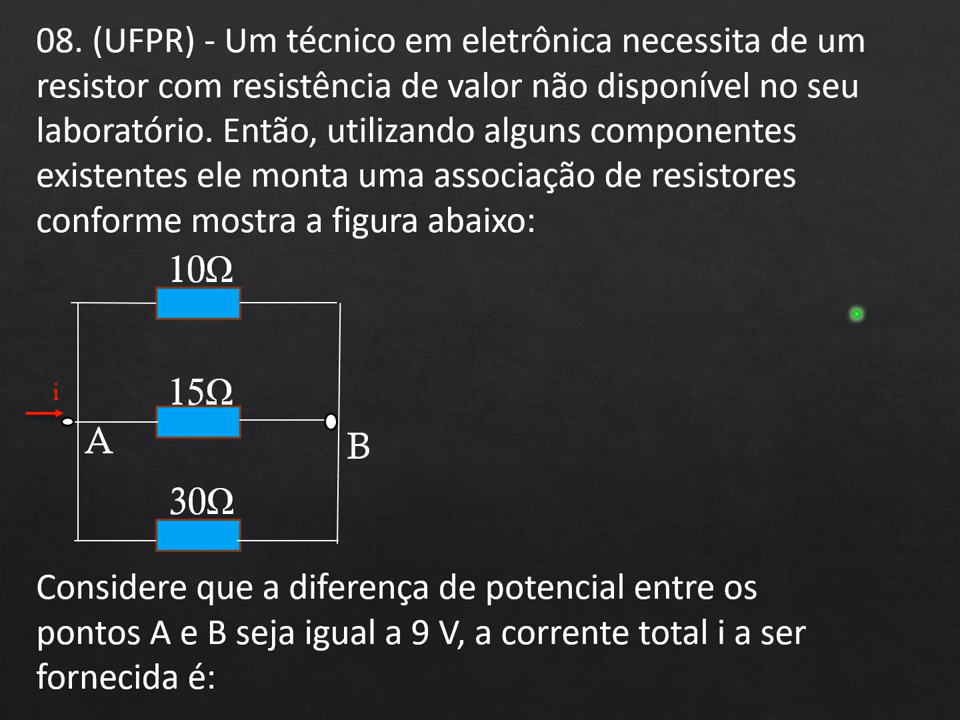 08. (UFPR) - Um técnico em eletrônica necessita de um
resistor com resistência de valor não disponível no seu
laboratório. Então, utilizando alguns componentes
existentes ele monta uma associação de resistores
conforme mostra a figura abaixo:
10Ω
i
15Ω
A
B
30Ω
Considere que a diferença de potencial entre os
pontos A e B seja igual a 9 V, a corrente total i a ser
fornecida é: